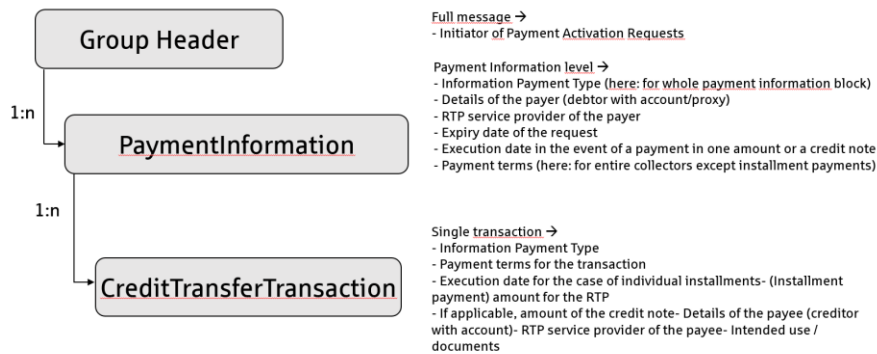 Group Header
Full message →
- Initiator of Payment Activation Requests
1:n
PaymentInformation
Payment Information level →
- Information Payment Type (here: for whole payment information block)
- Details of the payer (debtor with account/proxy)
- RTP service provider of the payer
- Expiry date of the request
- Execution date in the event of a payment in one amount or a credit note
- Payment terms (here: for entire collectors except installment payments)
1:n
CreditTransferTransaction
Single transaction →
- Information Payment Type
- Payment terms for the transaction
- Execution date for the case of individual installments- (Installment
payment) amount for the RTP
- If applicable, amount of the credit note- Details of the payee (creditor
with account)- RTP service provider of the payee- Intended use /
documents